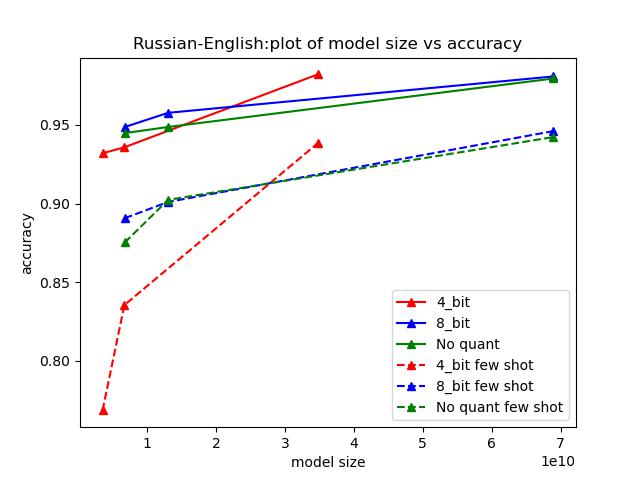 Russian-English:plot of model size vs accuracy
accuracy
0.95
0.90
0.85
0.80
4_bit
8_bit
No quant
4_bit few shot
8_bit few shot
No quant few shot
1 2 3 4 5 6 7
model size 1e10